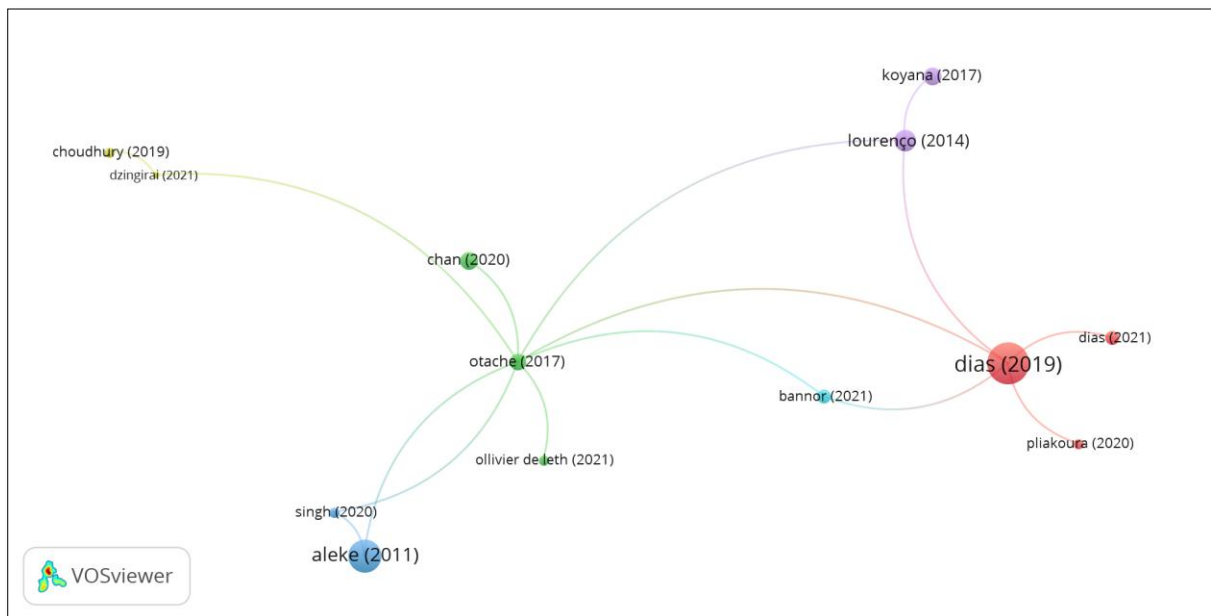 koyana (2017)
lourenço (2014)
choudhury (2019)
dzingirai (2021)
chan (2020)
otache (2017)
dias (2021)
dias (2019)
bannor (2021)
pliakoura (2020)
ollivier de leth (2021)
singh (2020)
aleke (2011)
VOSviewer